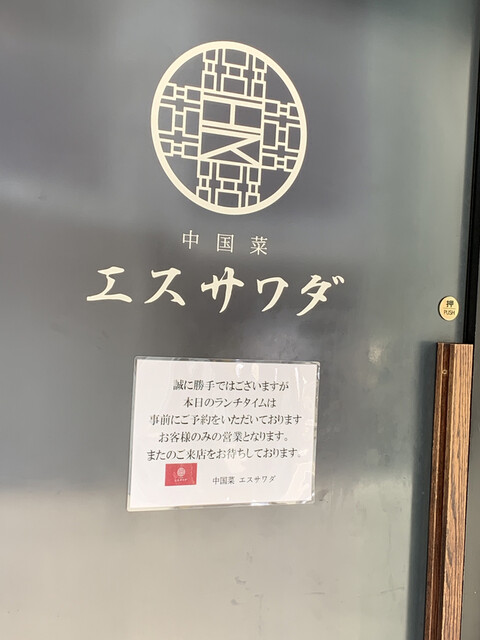 中国菜
エスサワダ
押
PUSH
誠に勝手ではございますが
本日のランチタイムは
事前にご予約をいただいております
お客様のみの営業となります。
またのご来店をお待ちしております。
中国菜 エスサワダ